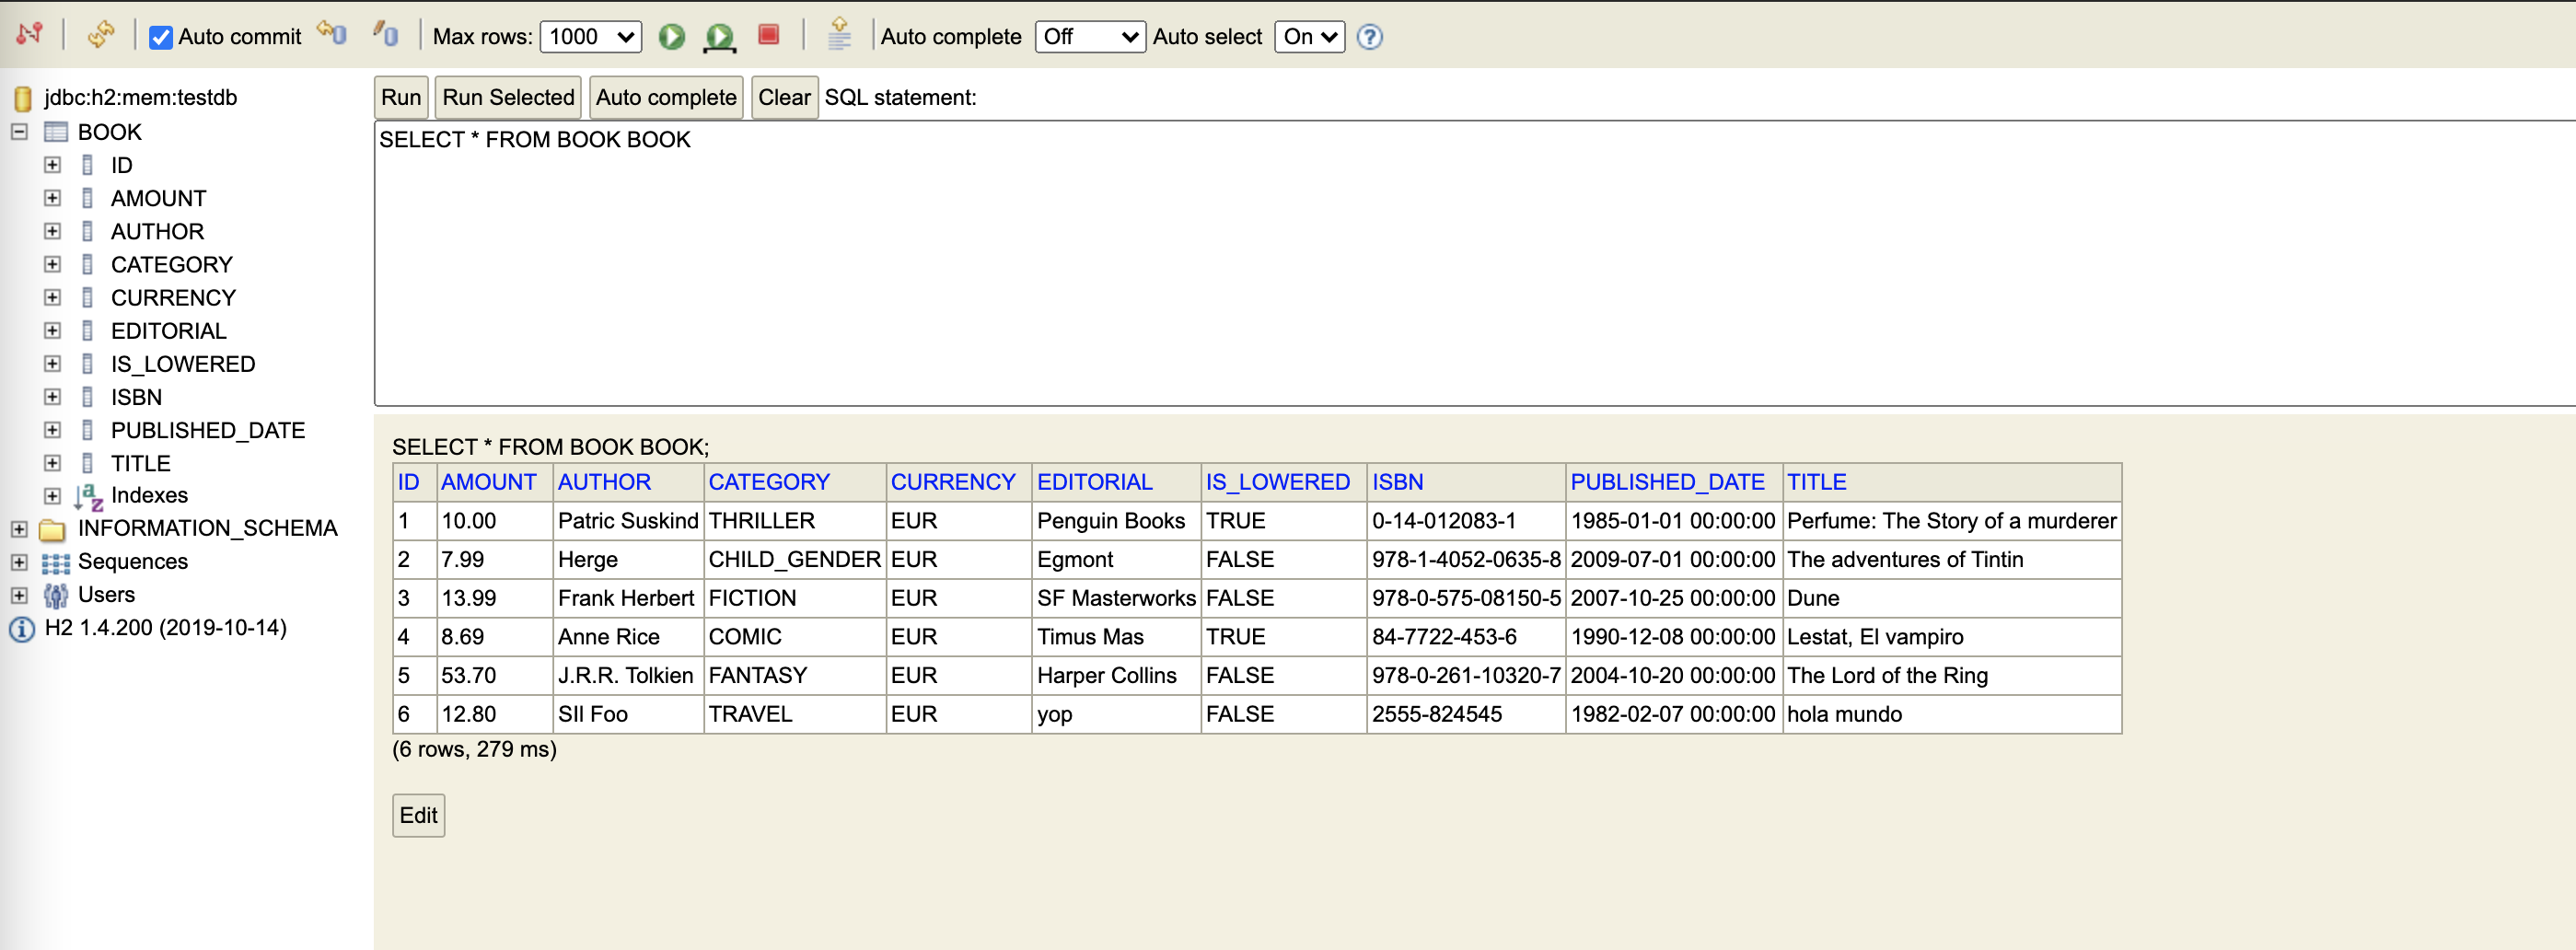 Auto commit Max rows: 1000 Auto complete Off Auto select On ?
jdbc:h2:mem:testdb
BOOK
ID
AMOUNT
AUTHOR
CATEGORY
CURRENCY
EDITORIAL
IS_LOWERED
ISBN
PUBLISHED_DATE
TITLE
Indexes
INFORMATION_SCHEMA
Sequences
Users
H2 1.4.200 (2019-10-14)
Run Run Selected Auto complete Clear SQL statement:
SELECT * FROM BOOK BOOK
SELECT * FROM BOOK BOOK;
ID AMOUNT AUTHOR CATEGORY CURRENCY EDITORIAL IS_LOWERED ISBN PUBLISHED_DATE TITLE
1 10.00 Patric Suskind THRILLER EUR Penguin Books TRUE 0-14-012083-1 1985-01-01 00:00:00 Perfume: The Story of a murderer
2 7.99 Herge CHILD_GENDER EUR Egmont FALSE 978-1-4052-0635-8 2009-07-01 00:00:00 The adventures of Tintin
3 13.99 Frank Herbert FICTION EUR SF Masterworks FALSE 978-0-575-08150-5 2007-10-25 00:00:00 Dune
4 8.69 Anne Rice COMIC EUR Timus Mas TRUE 84-7722-453-6 1990-12-08 00:00:00 Lestat, El vampiro
5 53.70 J.R.R. Tolkien FANTASY EUR Harper Collins FALSE 978-0-261-10320-7 2004-10-20 00:00:00 The Lord of the Ring
6 12.80 SII Foo TRAVEL EUR yop FALSE 2555-824545 1982-02-07 00:00:00 hola mundo
(6 rows, 279 ms)
Edit